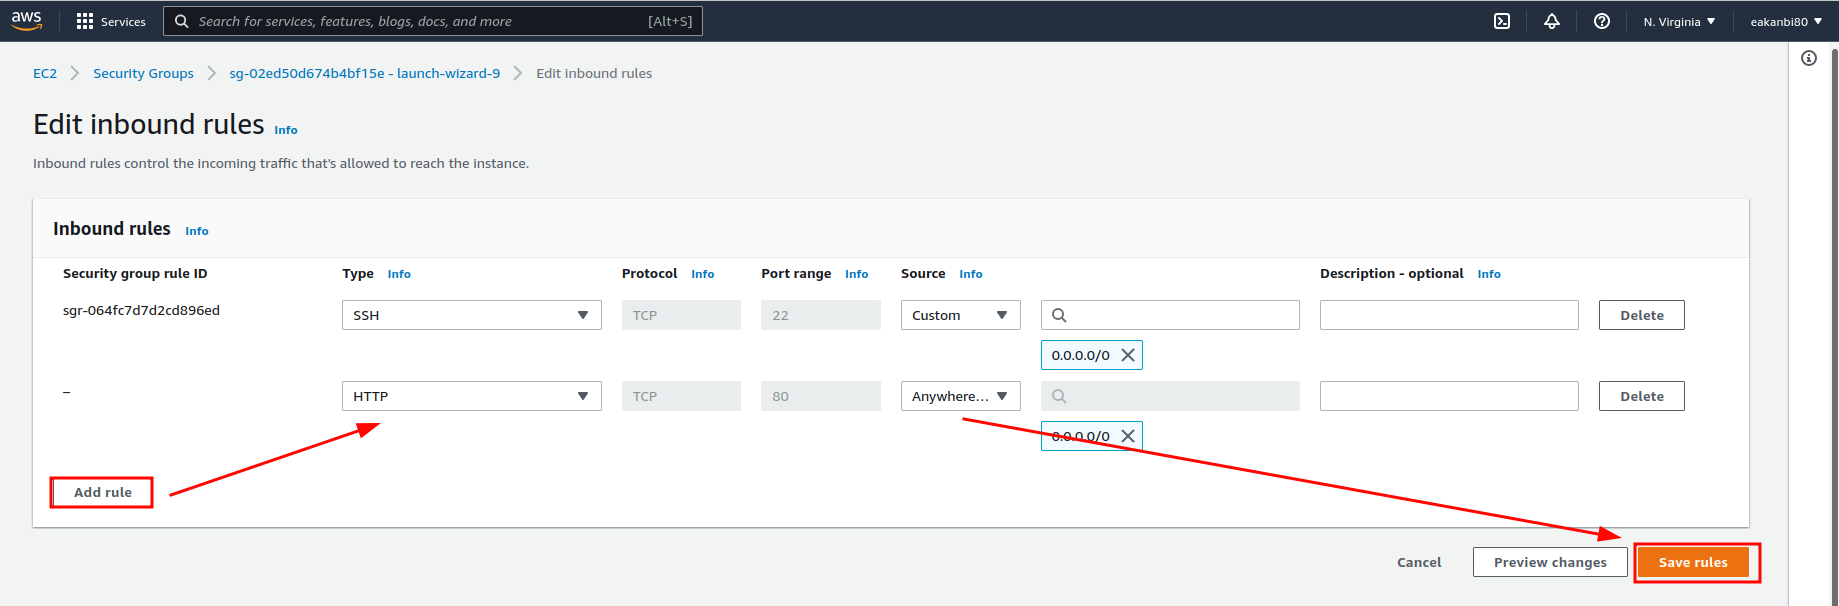 aws Services Search for services, features, blogs, docs, and more [Alt+S] N. Virginia eakanbi80
EC2 Security Groups sg-02ed50d674b4bf15e - launch-wizard-9 Edit inbound rules
Edit inbound rules Info
Inbound rules control the incoming traffic that's allowed to reach the instance.
Inbound rules Info
Security group rule ID Type Info Protocol Info Port range Info Source Info Description - optional Info
sgr-064fc7d7d2cd896ed SSH TCP 22 Custom Delete
0.0.0.0/0
– HTTP TCP 80 Anywhere... Delete
0.0.0.0/0
Add rule
Cancel Preview changes Save rules